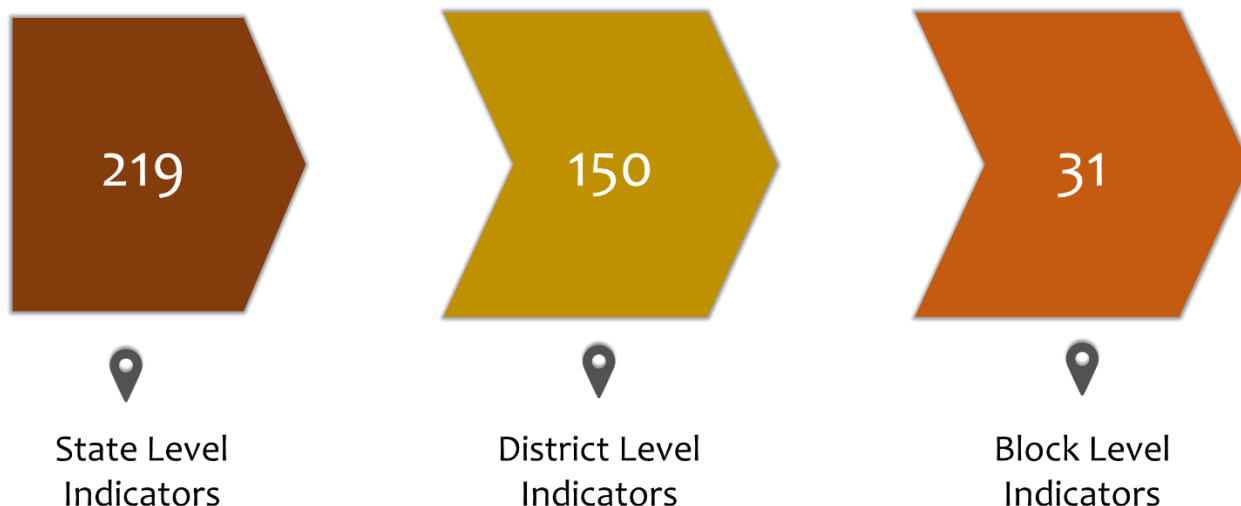 219
150
31
State Level
Indicators
District Level
Indicators
Block Level
Indicators